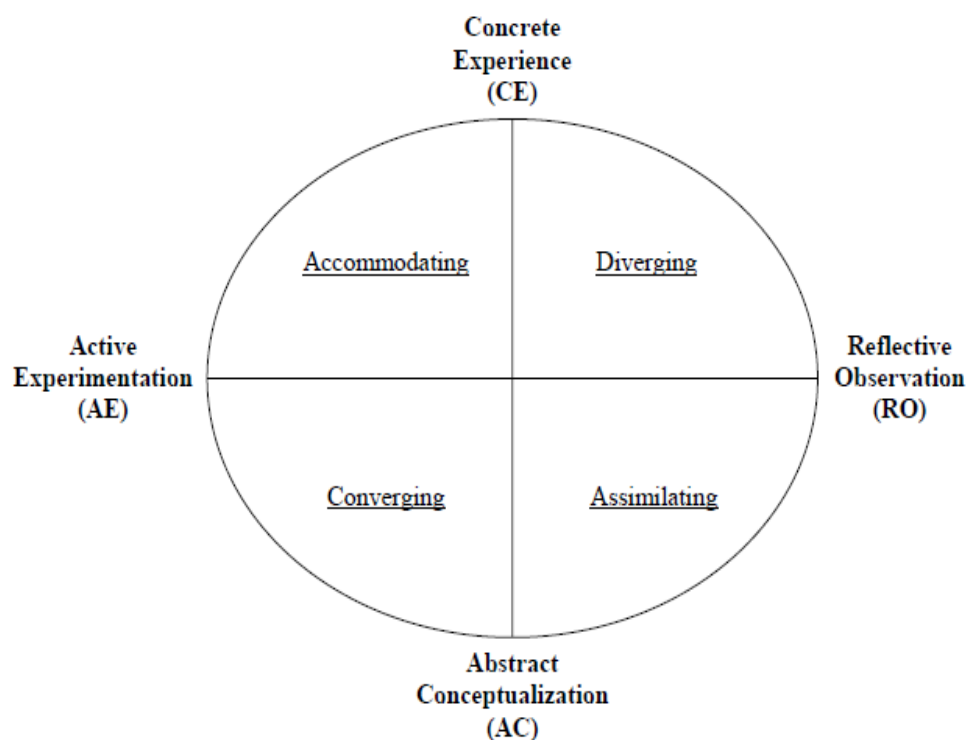 Concrete
Experience
(CE)
Accommodating
Diverging
Active
Experimentation
(AE)
Reflective
Observation
(RO)
Converging
Assimilating
Abstract
Conceptualization
(AC)